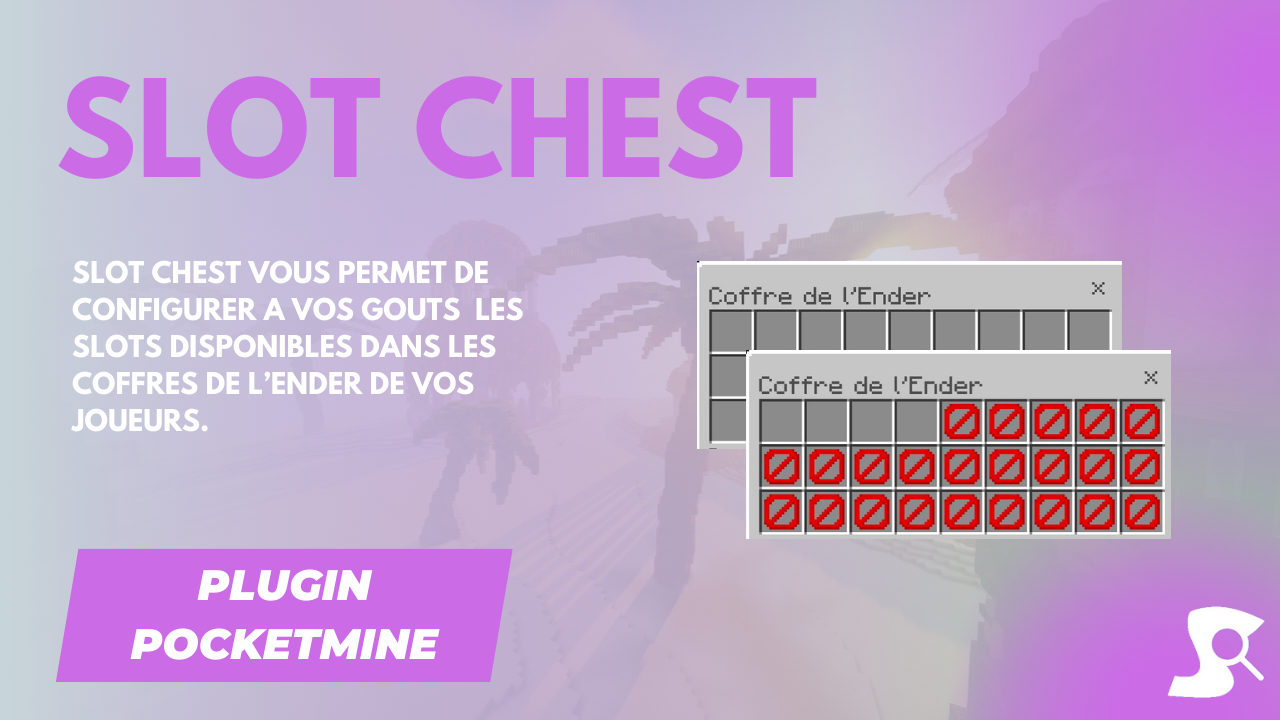 SLOT CHEST
SLOT CHEST VOUS PERMET DE
CONFIGURER A VOS GOUTS LES
SLOTS DISPONIBLES DANS LES
COFFRES DE L’ENDER DE VOS
JOUEURS.
Coffre de l'Ender
Coffre de l'Ender
PLUGIN
POCKETMINE